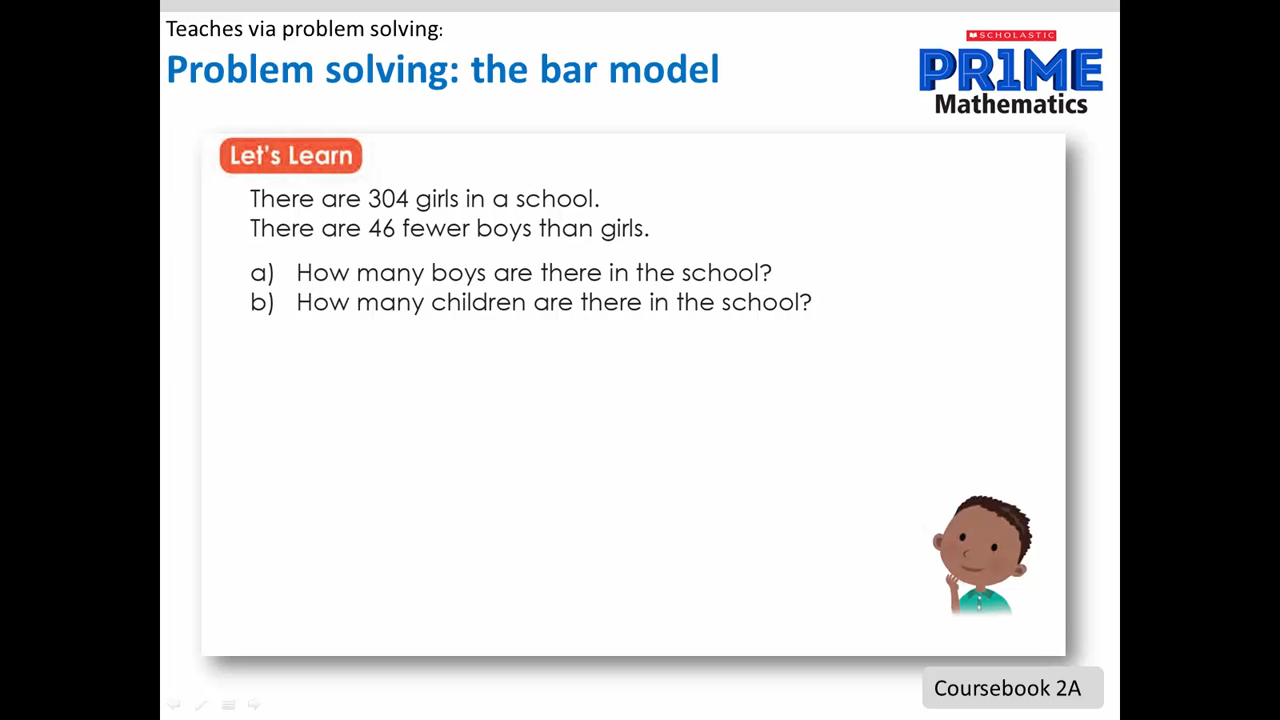 Teaches via problem solving:
Problem solving: the bar model
SCHOLASTIC
PR1ME
Mathematics
Let's Learn
There are 304 girls in a school.
There are 46 fewer boys than girls.
a) How many boys are there in the school?
b) How many children are there in the school?
Coursebook 2A